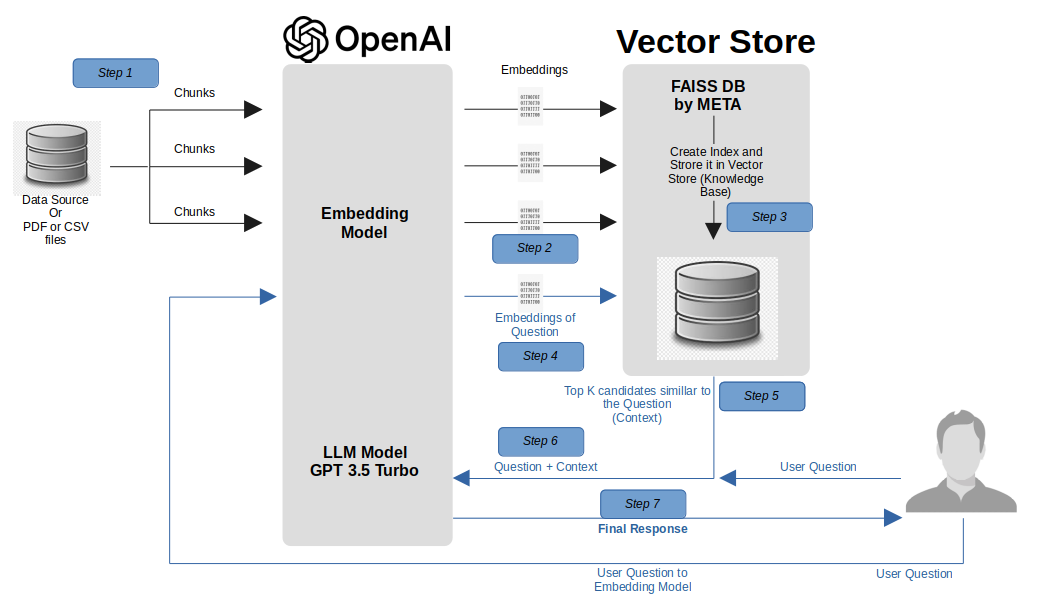 OpenAI
Vector Store
Step 1
Embeddings
FAISS DB
by META
Chunks
Chunks
Chunks
Data Source
Or
PDF or CSV
files
Embedding
Model
Create Index and
Strore it in Vector
Store (Knowledge
Base)
Step 3
Step 2
Embeddings of
Question
Step 4
Top K candidates simillar to
the Question
(Context)
Step 5
Step 6
LLM Model
GPT 3.5 Turbo
Question + Context
User Question
Step 7
Final Response
User Question to
Embedding Model
User Question